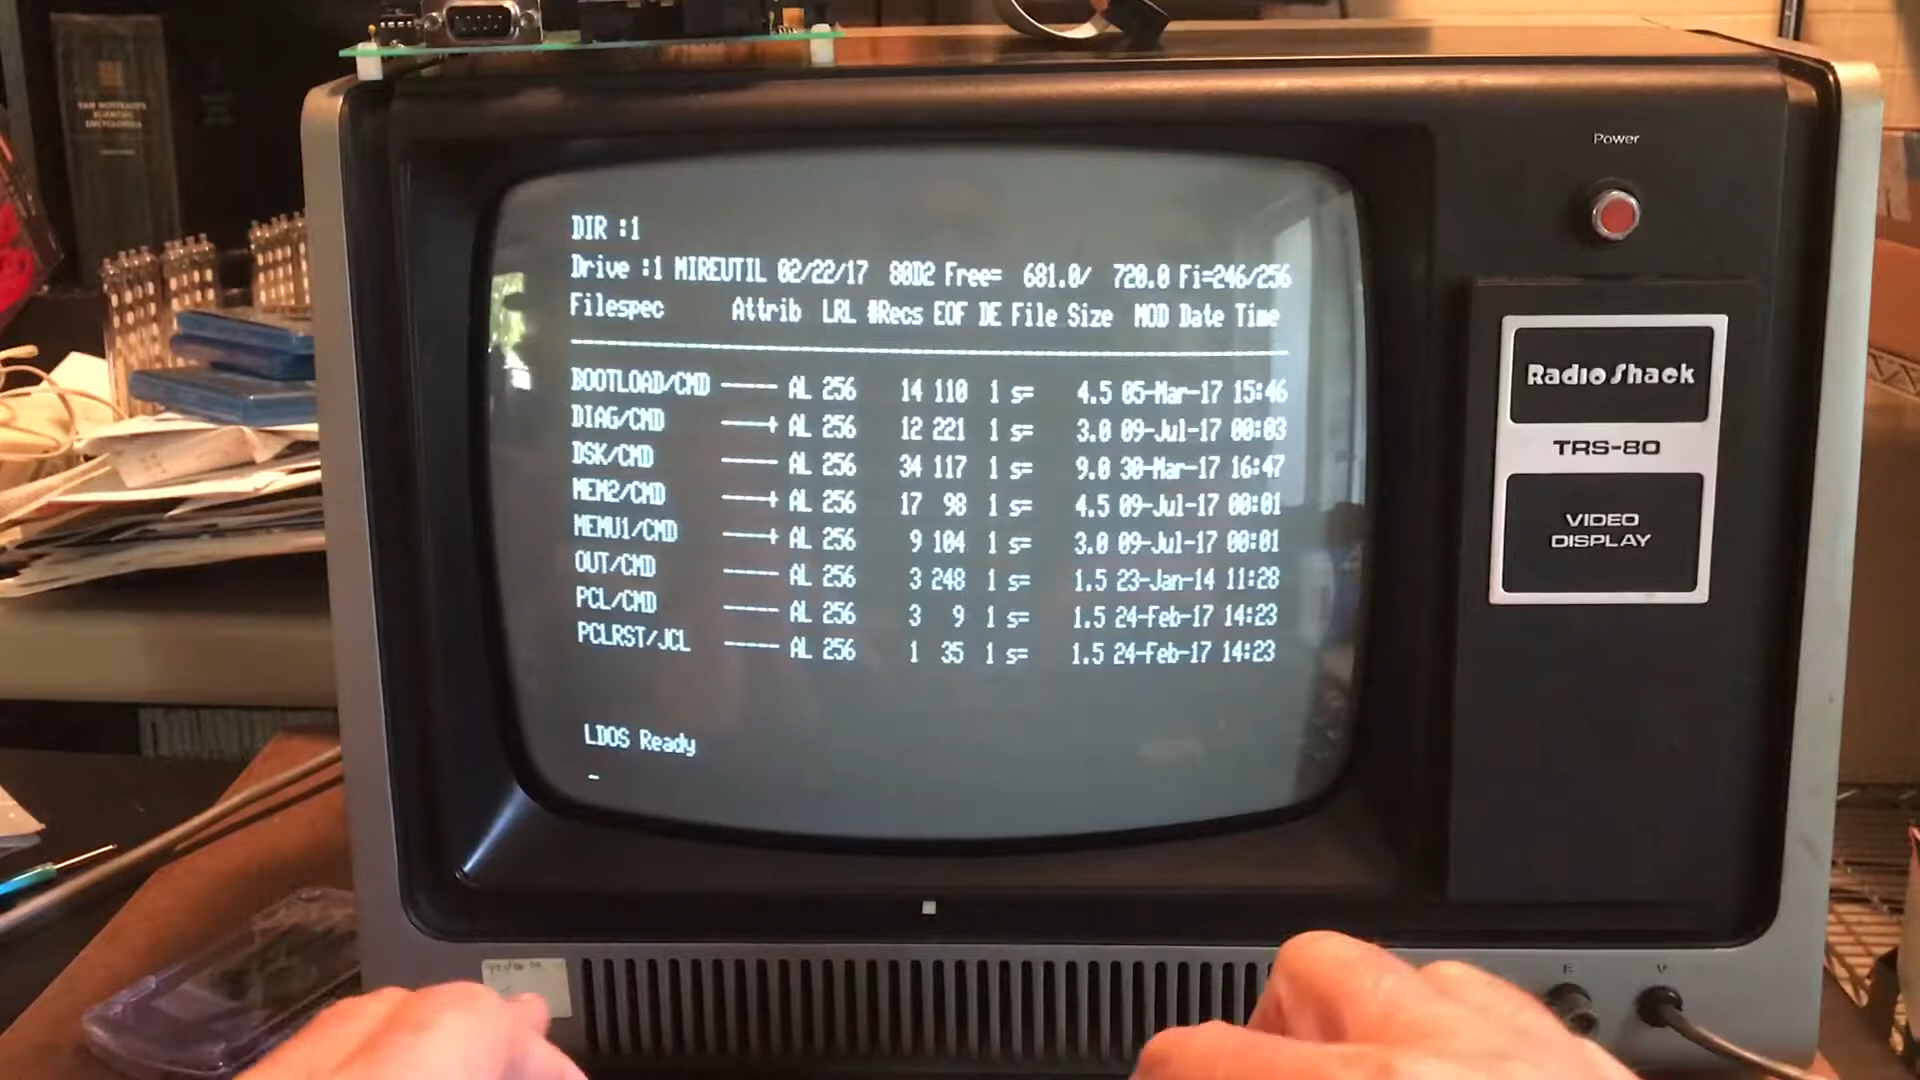 VAN NOSTRAND'S
SCIENTIFIC
ENCYCLOPEDIA
Power
DIR :1
Drive :1 MIREUTIL 02/22/17 80D2 Free= 681.0/ 720.0 Fi=246/256
Filespec Attrib LRL #Recs EOF DE File Size MOD Date Time
------------------------------------------------------------
BOOTLOAD/CMD ----- AL 256 14 110 1 s= 4.5 05-Mar-17 15:46
DIAG/CMD ----+ AL 256 12 221 1 s= 3.0 09-Jul-17 00:03
DSK/CMD ----- AL 256 34 117 1 s= 9.0 30-Mar-17 16:47
MEM2/CMD ----+ AL 256 17 98 1 s= 4.5 09-Jul-17 00:01
MEMU1/CMD ----+ AL 256 9 104 1 s= 3.0 09-Jul-17 00:01
OUT/CMD ----- AL 256 3 248 1 s= 1.5 23-Jan-14 11:28
PCL/CMD ----- AL 256 3 9 1 s= 1.5 24-Feb-17 14:23
PCLRST/JCL ----- AL 256 1 35 1 s= 1.5 24-Feb-17 14:23
LDOS Ready
_
Radio Shack
TRS-80
VIDEO
DISPLAY
V